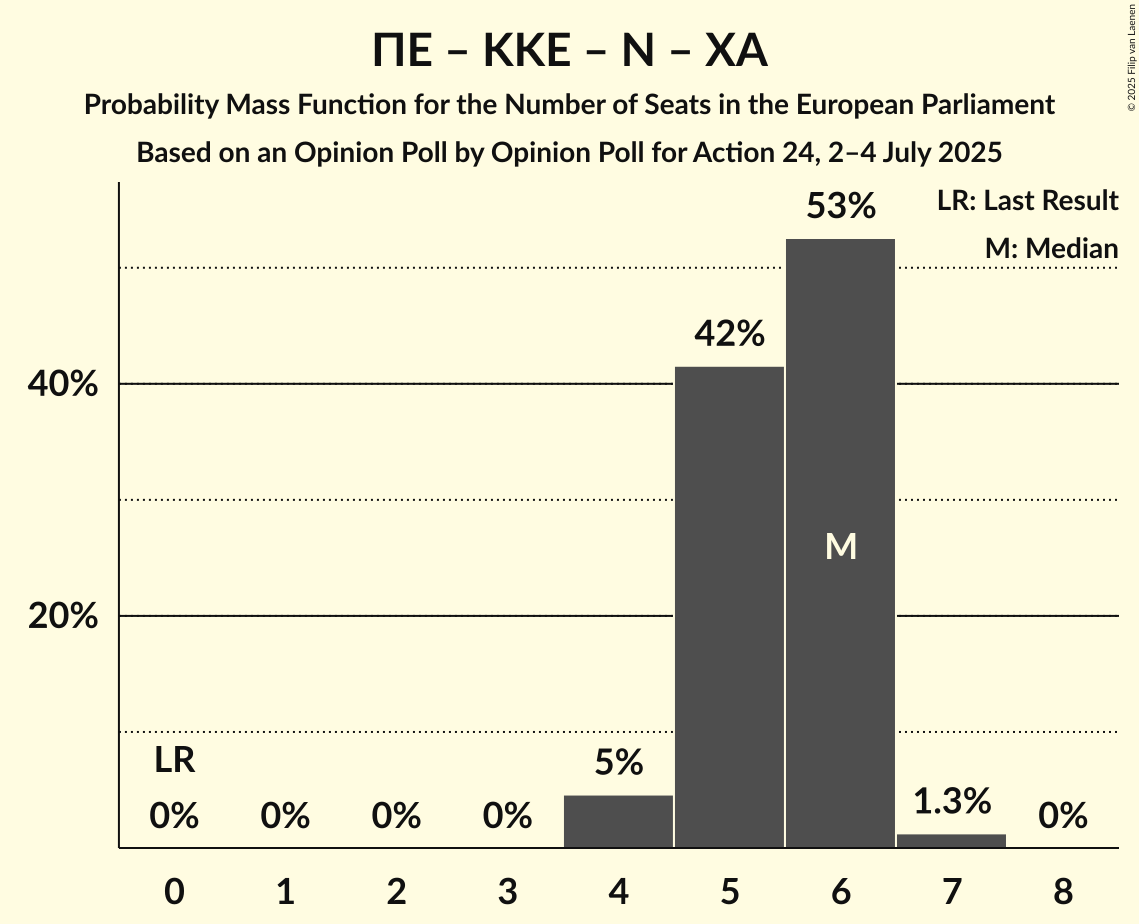 ΠΕ – ΚΚΕ – Ν – ΧΑ
Probability Mass Function for the Number of Seats in the European Parliament
Based on an Opinion Poll by Opinion Poll for Action 24, 2–4 July 2025
© 2025 Filip van Laenen
LR: Last Result
M: Median
53%
42%
40%
M
20%
LR
5%
1.3%
0%
0%
0%
0%
0%
0
1
2
3
4
5
6
7
8